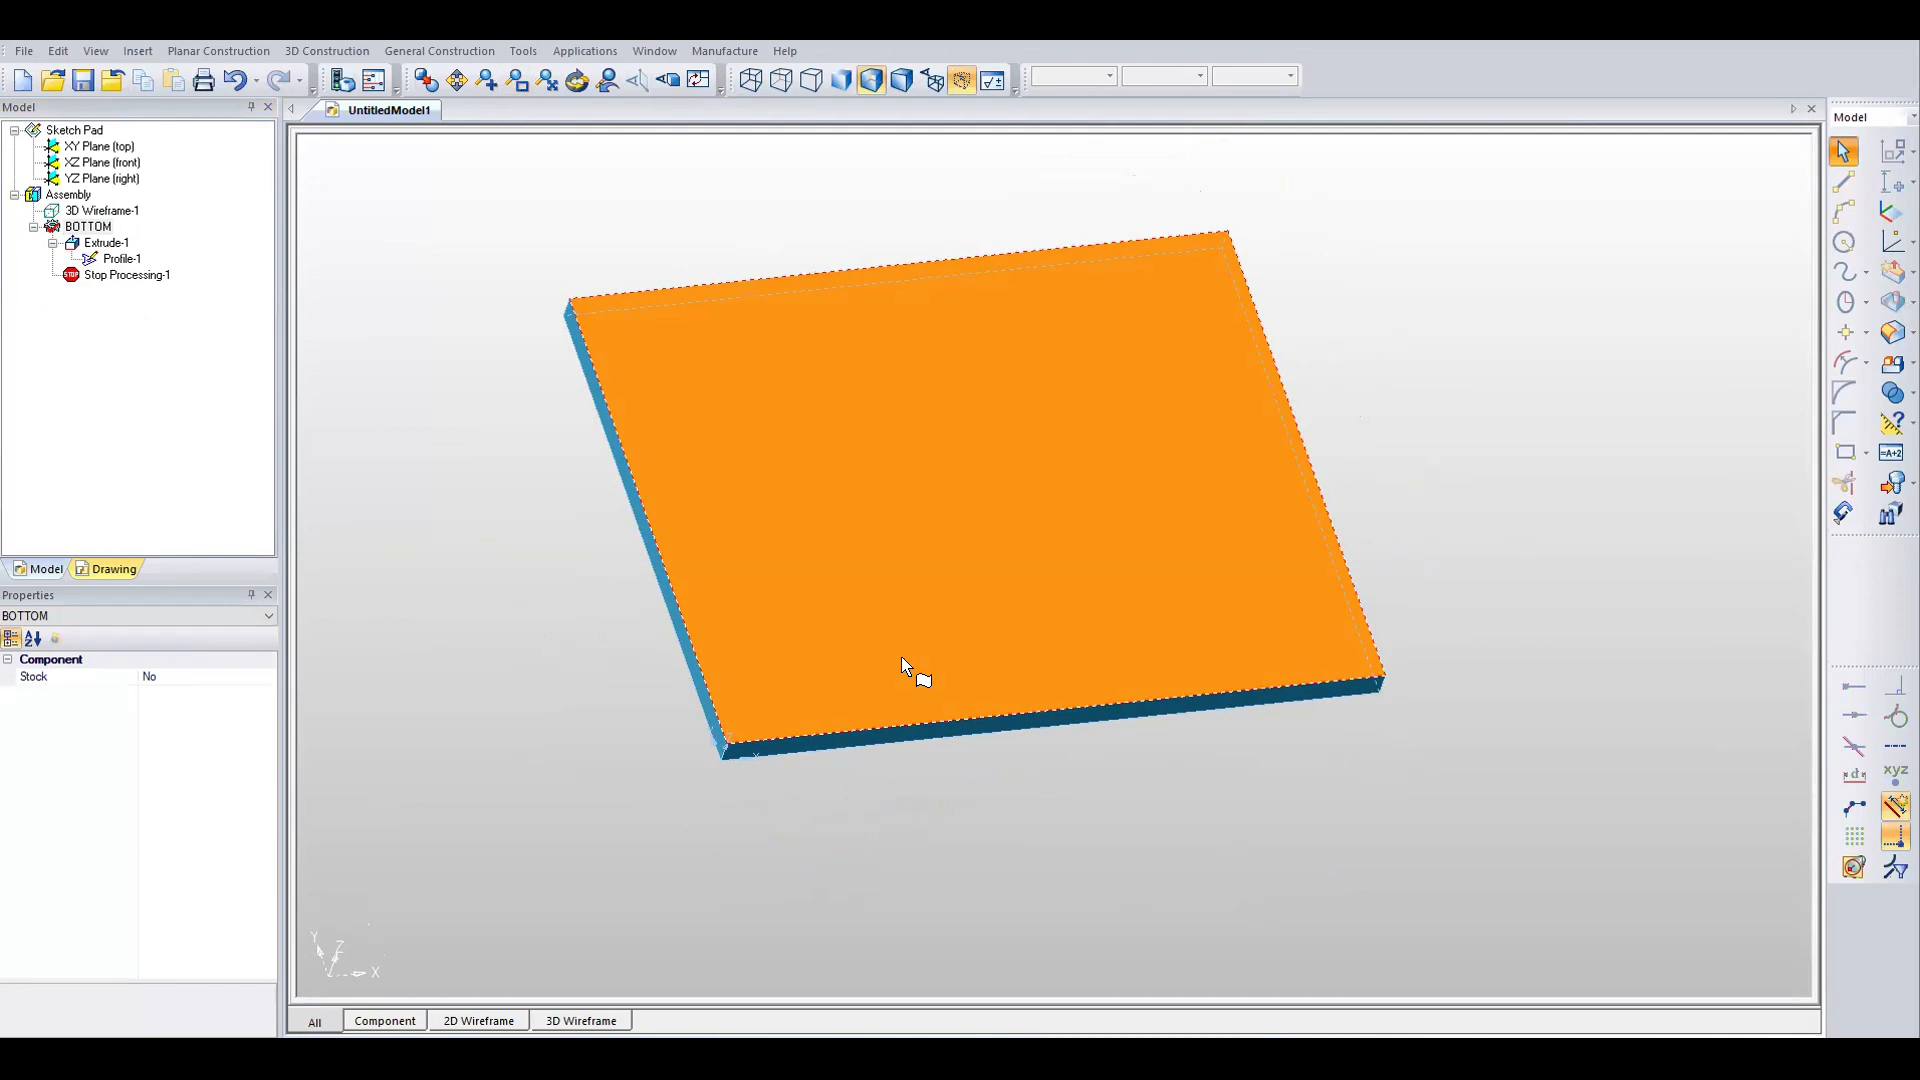 File Edit View Insert Planar Construction 3D Construction General Construction Tools Applications Window Manufacture Help
Model
UntitledModel1
Model
Sketch Pad
XY Plane (top)
XZ Plane (front)
YZ Plane (right)
Assembly
3D Wireframe-1
BOTTOM
Extrude-1
Profile-1
STOP Stop Processing-1
=A+2
Model Drawing
Properties
BOTTOM
Component
Stock No
xyz
Y Z X
All Component 2D Wireframe 3D Wireframe